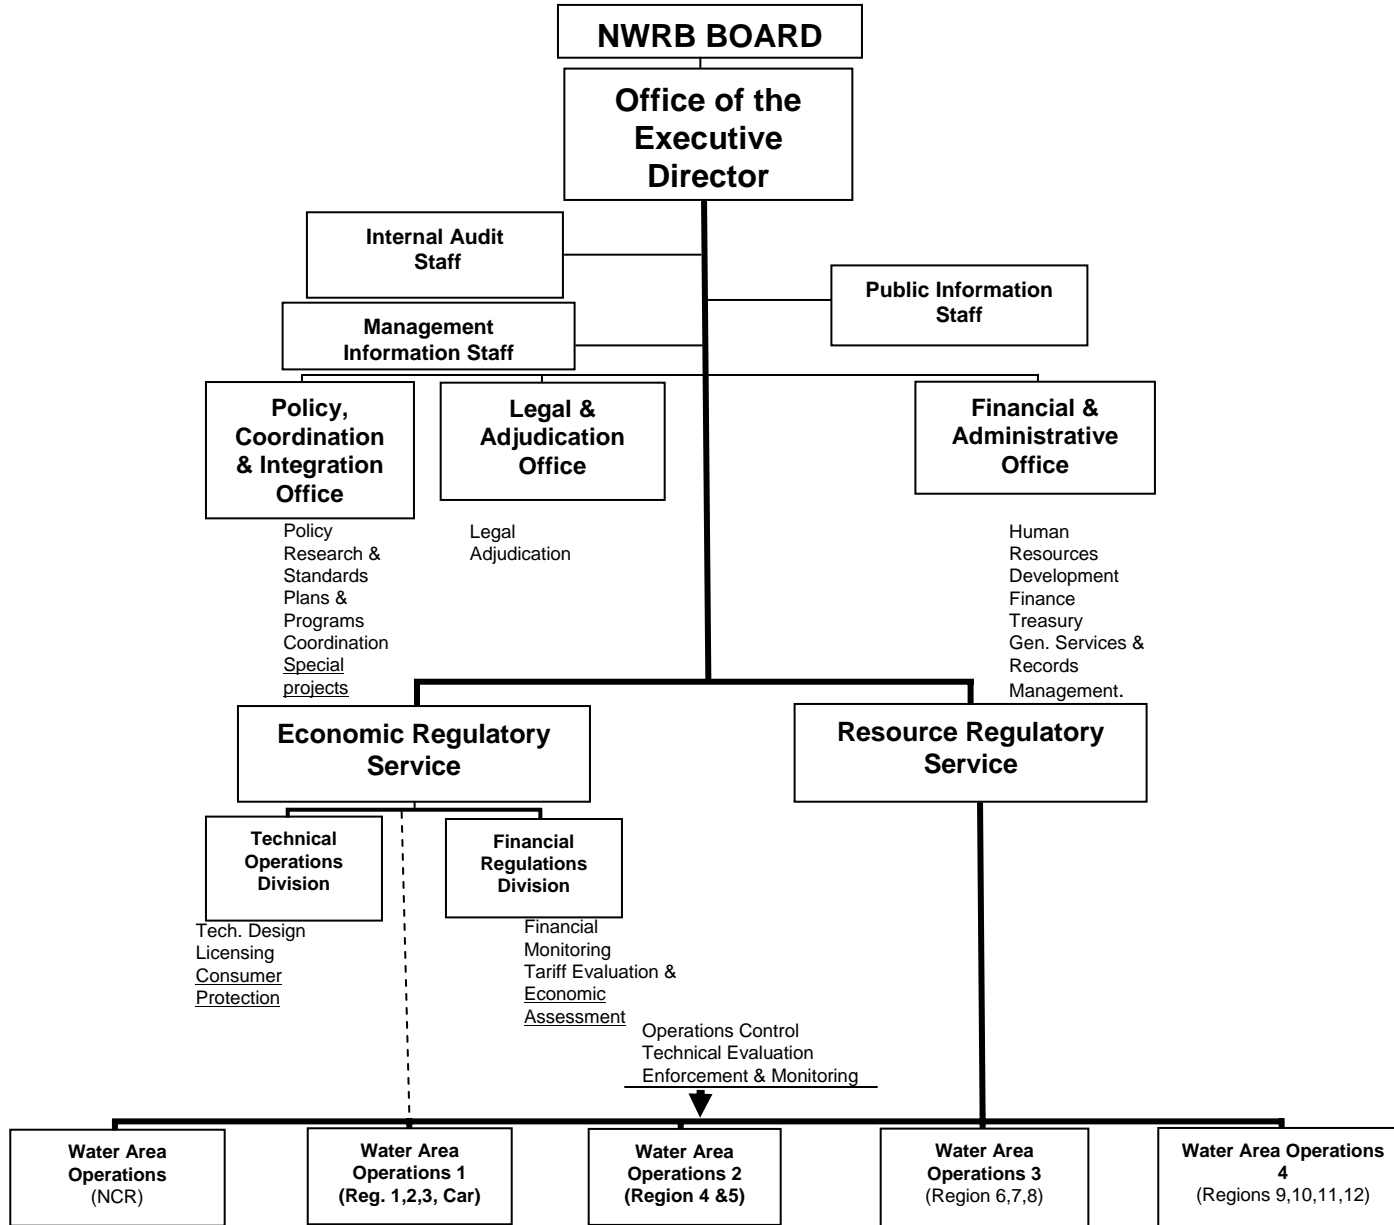 NWRB BOARD
Office of the
Executive
Director
Internal Audit
Staff
Public Information
Staff
Management
Information Staff
Policy,
Coordination
& Integration
Office
Legal &
Adjudication
Office
Financial &
Administrative
Office
Policy
Research &
Standards
Plans &
Programs
Coordination
Special
projects
Legal
Adjudication
Human
Resources
Development
Finance
Treasury
Gen. Services &
Records
Management.
Economic Regulatory
Service
Resource Regulatory
Service
Technical
Operations
Division
Financial
Regulations
Division
Tech. Design
Licensing
Consumer
Protection
Financial
Monitoring
Tariff Evaluation &
Economic
Assessment
Operations Control
Technical Evaluation
Enforcement & Monitoring
Water Area
Operations
(NCR)
Water Area
Operations 1
(Reg. 1,2,3, Car)
Water Area
Operations 2
(Region 4 &5)
Water Area
Operations 3
(Region 6,7,8)
Water Area Operations
4
(Regions 9,10,11,12)